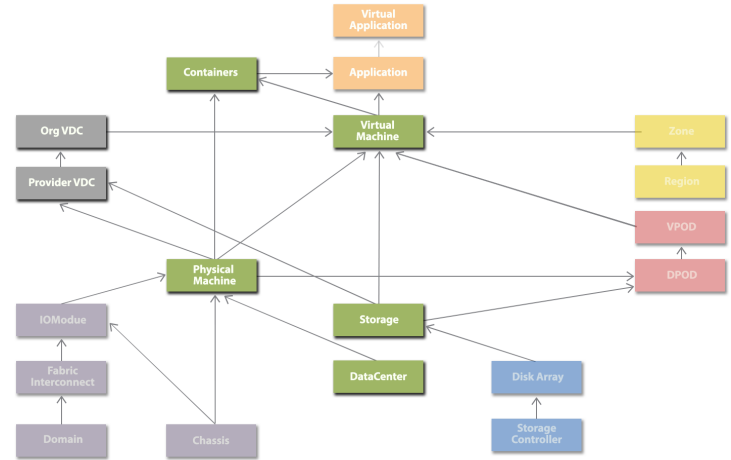 Virtual
Application
Containers
Application
Org VDC
Virtual
Machine
Zone
Provider VDC
Region
VPOD
Physical
Machine
DPOD
IOModue
Storage
Fabric
Interconnect
DataCenter
Disk Array
Domain
Chassis
Storage
Controller